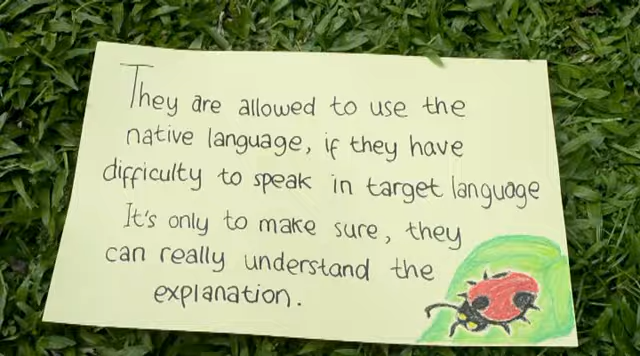 They are allowed to use the
native language, if they have
difficulty to speak in target language
It's only to make sure, they
can really understand the
explanation.